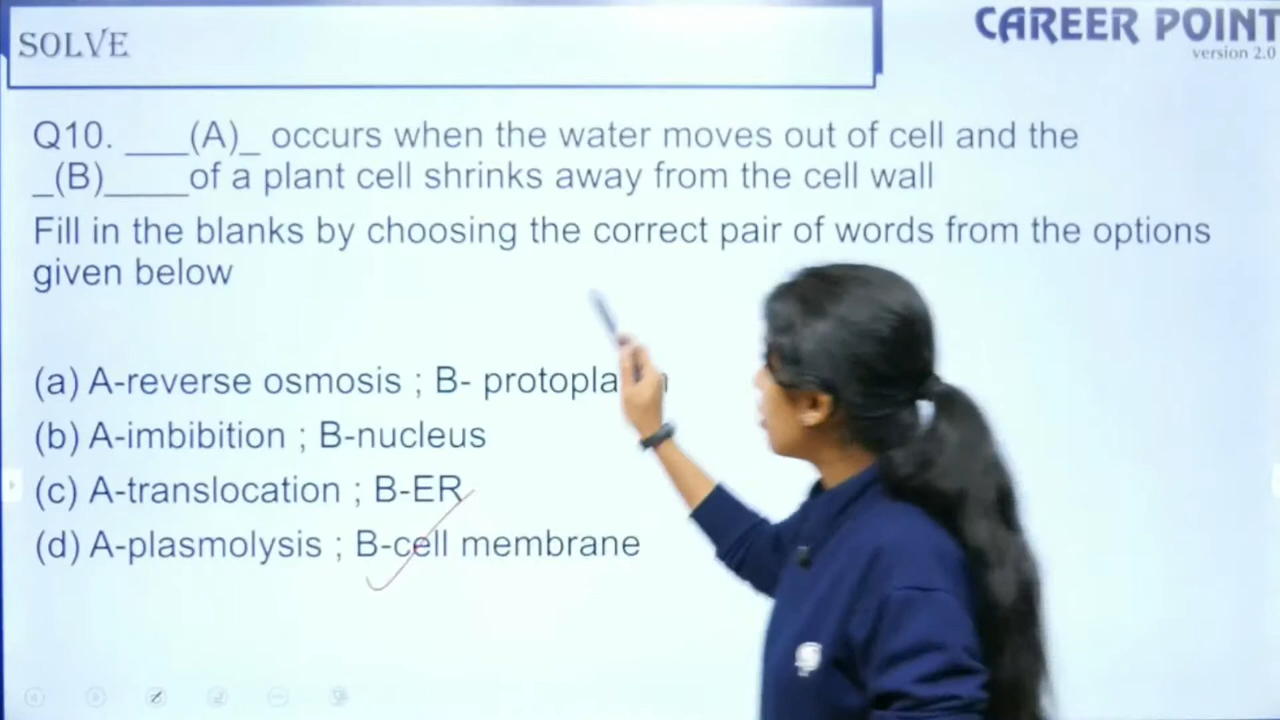 SOLVE
CAREER POINT
version 2.0
Q10. ___(A)_ occurs when the water moves out of cell and the
_(B)_____of a plant cell shrinks away from the cell wall
Fill in the blanks by choosing the correct pair of words from the options
given below
(a) A-reverse osmosis ; B-
(b) A-imbibition ; B-nucleus
(c) A-translocation ; B-ER
(d) A-plasmolysis ; B-cell membrane